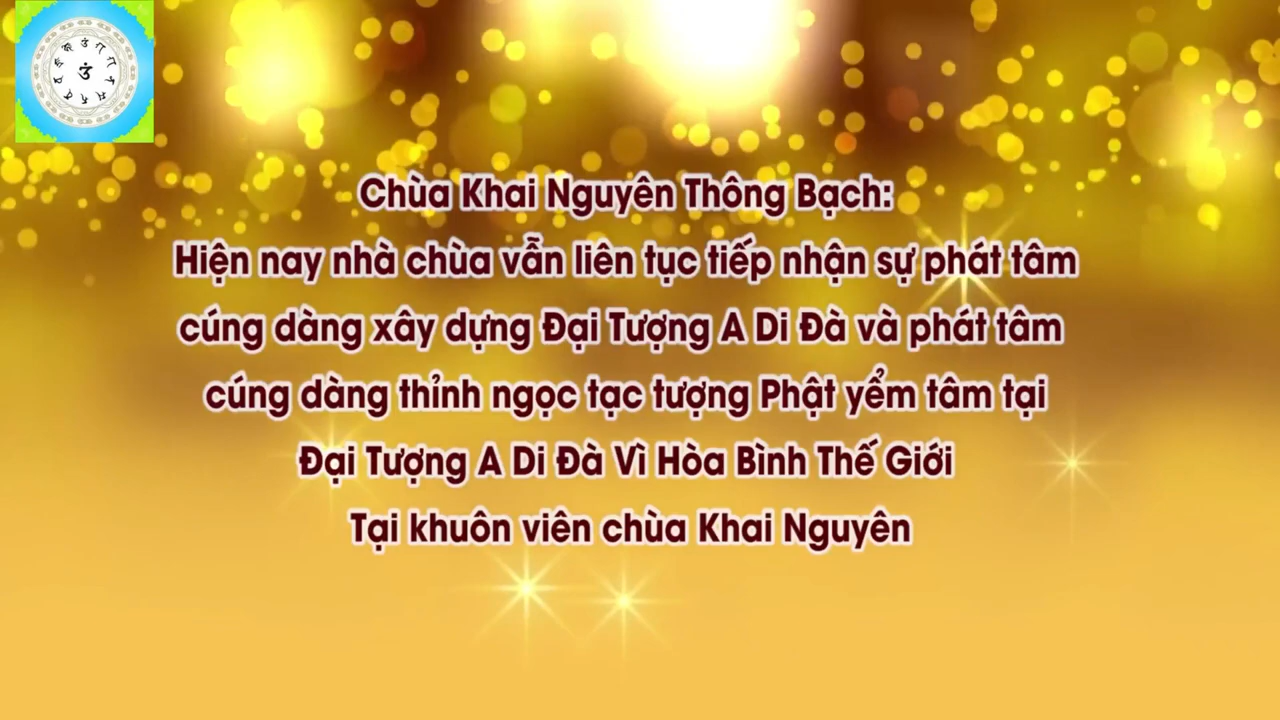 Chùa Khai Nguyên Thông Bạch:
Hiện nay nhà chùa vẫn liên tục tiếp nhận sự phát tâm
cúng dàng xây dựng Đại Tượng A Di Đà và phát tâm
cúng dàng thỉnh ngọc tạc tượng Phật yểm tâm tại
Đại Tượng A Di Đà Vì Hòa Bình Thế Giới
Tại khuôn viên chùa Khai Nguyên